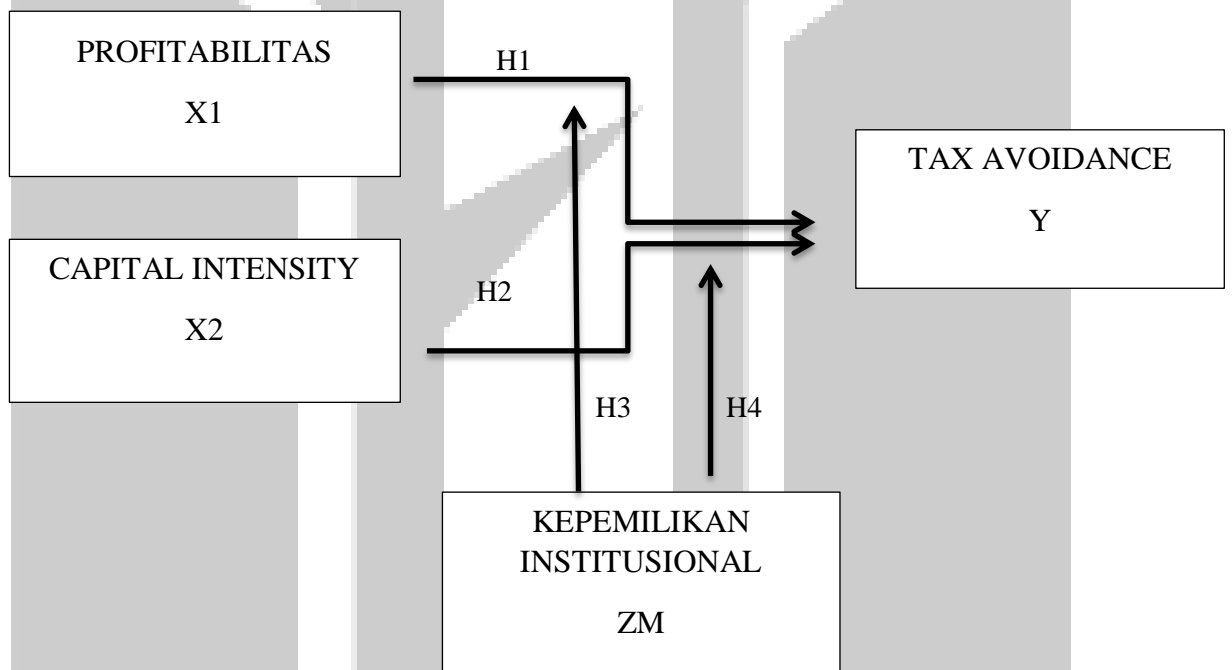 PROFITABILITAS
X1
H1
TAX AVOIDANCE
Y
CAPITAL INTENSITY
X2
H2
H3
H4
KEPEMILIKAN
INSTITUSIONAL
ZM